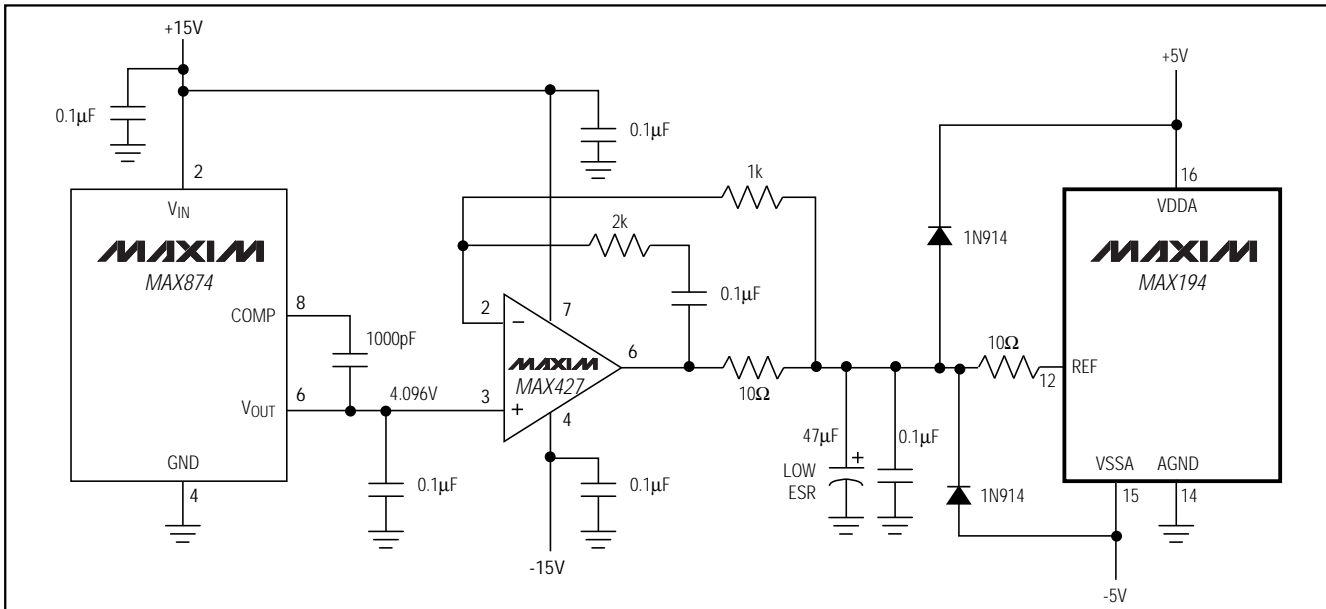 +15V
+5V
0.1µF
0.1µF
1k
2
16
VIN
VDDA
2k
1N914
MAXIM
MAX874
MAXIM
MAX194
8
COMP
2
−
7
0.1µF
1000pF
MAXIM
MAX427
6
10Ω
10Ω
12
REF
6
VOUT
4.096V
3
+
4
47µF
+
LOW
ESR
0.1µF
GND
4
0.1µF
0.1µF
1N914
VSSA
AGND
15
14
-15V
-5V